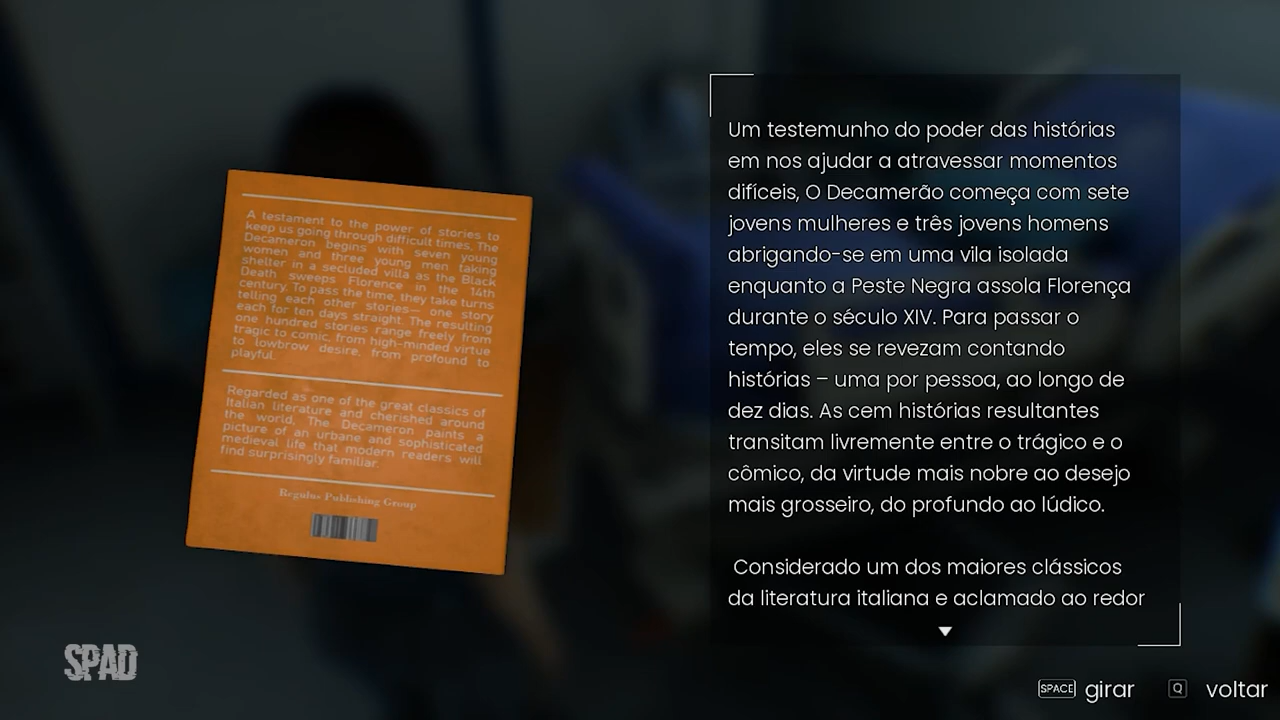 A testament to the power of stories to
keep us going through difficult times, The
Decameron begins with seven young
women and three young men taking
shelter in a secluded villa as the Black
Death sweeps Florence in the 14th
century. To pass the time, they take turns
telling each other stories— one story
each for ten days straight. The resulting
one hundred stories range freely from
tragic to comic, from high-minded virtue
to lowbrow desire, from profound to
playful.
Regarded as one of the great classics of
Italian literature and cherished around
the world, The Decameron paints a
picture of an urbane and sophisticated
medieval life that modern readers will
find surprisingly familiar.
Regulus Publishing Group
Um testemunho do poder das histórias
em nos ajudar a atravessar momentos
difíceis, O Decamerão começa com sete
jovens mulheres e três jovens homens
abrigando-se em uma vila isolada
enquanto a Peste Negra assola Florença
durante o século XIV. Para passar o
tempo, eles se revezam contando
histórias – uma por pessoa, ao longo de
dez dias. As cem histórias resultantes
transitam livremente entre o trágico e o
cômico, da virtude mais nobre ao desejo
mais grosseiro, do profundo ao lúdico.
Considerado um dos maiores clássicos
da literatura italiana e aclamado ao redor
SPAD
SPACE girar Q voltar